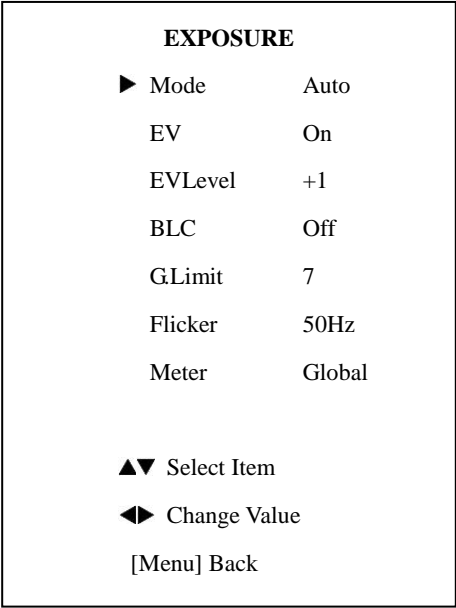 EXPOSURE
▶ Mode Auto
EV On
EVLevel +1
BLC Off
G.Limit 7
Flicker 50Hz
Meter Global
▲▼ Select Item
◀▶ Change Value
[Menu] Back